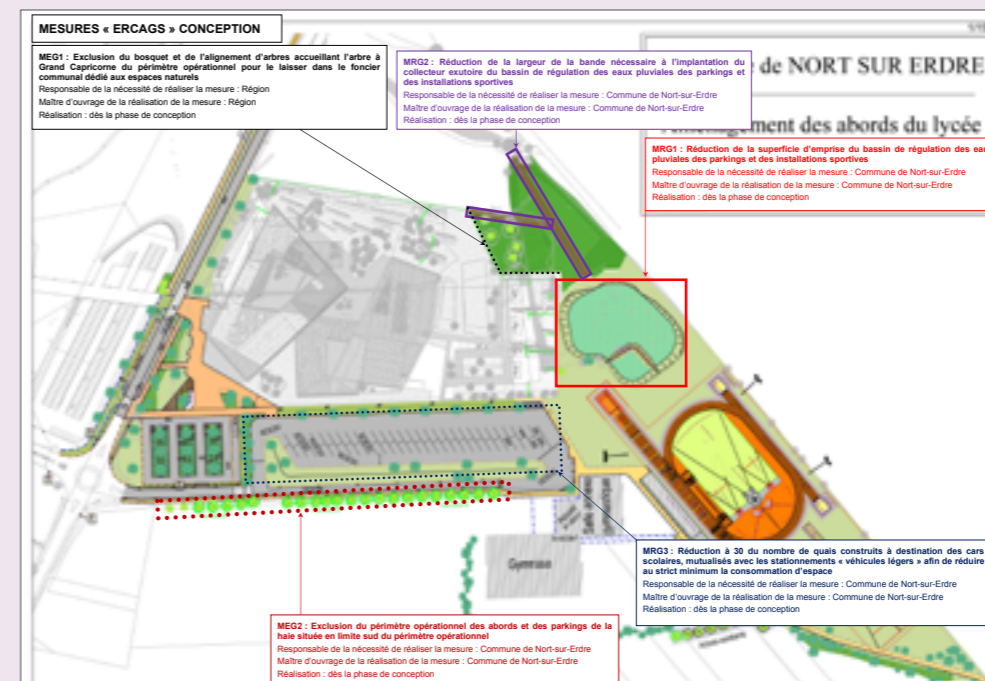 MESURES « ERCAGS » CONCEPTION
MEG1 : Exclusion du bosquet et de l'alignement d'arbres accueillant l'arbre à
Grand Capricorne du périmètre opérationnel pour le laisser dans le foncier
communal dédié aux espaces naturels
Responsable de la nécessité de réaliser la mesure : Région
Maître d'ouvrage de la réalisation de la mesure : Région
Réalisation : dès la phase de conception
MRG2 : Réduction de la largeur de la bande nécessaire à l'implantation du
collecteur exutoire du bassin de régulation des eaux pluviales des parkings et
des installations sportives
Responsable de la nécessité de réaliser la mesure : Commune de Nort-sur-Erdre
Maître d'ouvrage de la réalisation de la mesure : Commune de Nort-sur-Erdre
Réalisation : dès la phase de conception
de NORT SUR ERDRE
ment des abords du lycée
MRG1 : Réduction de la superficie d'emprise du bassin de régulation des eau
pluviales des parkings et des installations sportives
Responsable de la nécessité de réaliser la mesure : Commune de Nort-sur-Erdre
Maître d'ouvrage de la réalisation de la mesure : Commune de Nort-sur-Erdre
Réalisation : dès la phase de conception
Gymnase
MRG3 : Réduction à 30 du nombre de quais construits à destination des cars
scolaires, mutualisés avec les stationnements « véhicules légers » afin de réduire
au strict minimum la consommation d'espace
Responsable de la nécessité de réaliser la mesure : Commune de Nort-sur-Erdre
Maître d'ouvrage de la réalisation de la mesure : Commune de Nort-sur-Erdre
Réalisation : dès la phase de conception
MEG2 : Exclusion du périmètre opérationnel des abords et des parkings de la
haie située en limite sud du périmètre opérationnel
Responsable de la nécessité de réaliser la mesure : Commune de Nort-sur-Erdre
Maître d'ouvrage de la réalisation de la mesure : Commune de Nort-sur-Erdre
Réalisation : dès la phase de conception